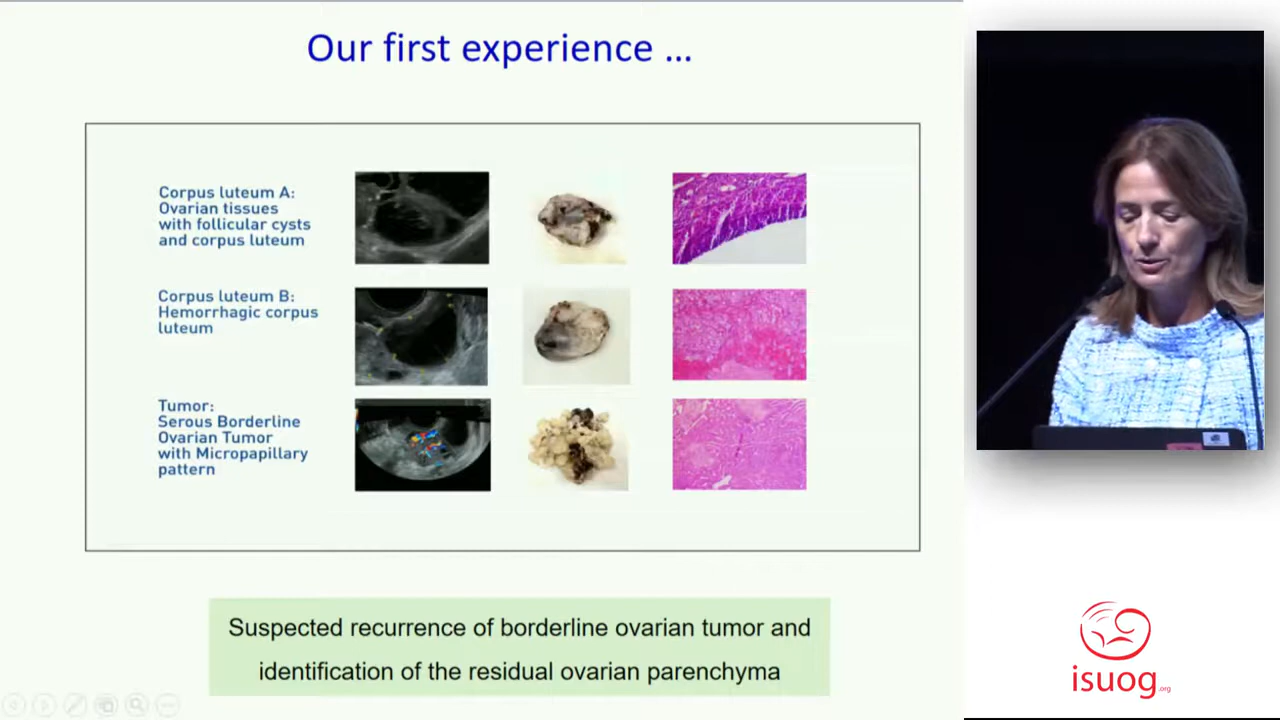 Our first experience ...
Corpus luteum A:
Ovarian tissues
with follicular cysts
and corpus luteum
Corpus luteum B:
Hemorrhagic corpus
luteum
Tumor:
Serous Borderline
Ovarian Tumor
with Micropapillary
pattern
Suspected recurrence of borderline ovarian tumor and
identification of the residual ovarian parenchyma
isuog.org